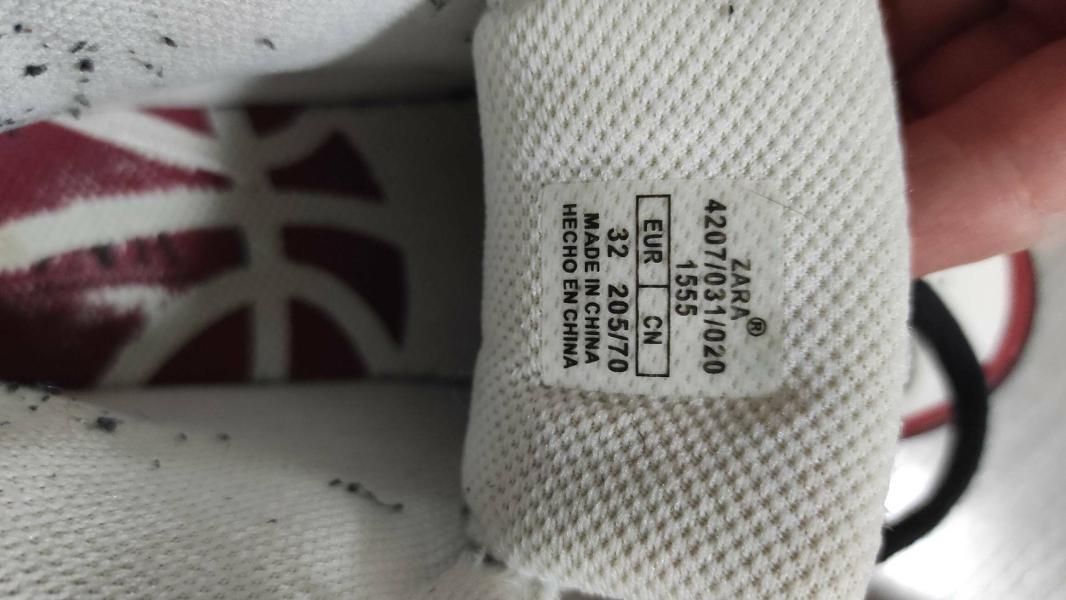 ZARA®
4207/031/020
1555
EUR CN
32 205/70
MADE IN CHINA
HECHO EN CHINA